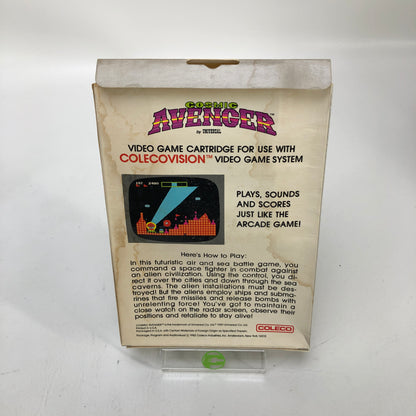 COSMIC
AVENGER
by UNIVERSAL
VIDEO GAME CARTRIDGE FOR USE WITH
COLECOVISION™ VIDEO GAME SYSTEM
PLAYS, SOUNDS
AND SCORES
JUST LIKE THE
ARCADE GAME!
Here's How to Play:
In this futuristic air and sea battle game, you
command a space fighter in combat against
an alien civilization. Using the control, you di-
rect it over the cities and down through the sea
caverns. The alien installations must be des-
troyed! But the aliens employ ships and subma-
rines that fire missiles and release bombs with
unrelenting force! You've got to maintain a
close watch on the radar screen, observe their
positions and retaliate to stay alive!
COLECO